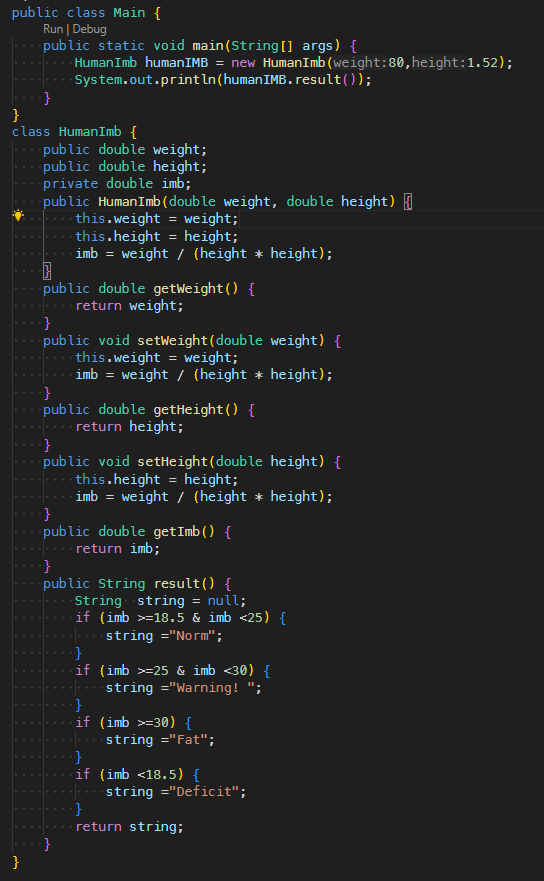 public class Main {
Run | Debug
public static void main(String[] args) {
HumanImb humanIMB = new HumanImb(weight:80,height:1.52);
System.out.println(humanIMB.result());
}
}
class HumanImb {
public double weight;
public double height;
private double imb;
public HumanImb(double weight, double height) {
this.weight = weight;
this.height = height;
imb = weight / (height * height);
}
public double getWeight() {
return weight;
}
public void setWeight(double weight) {
this.weight = weight;
imb = weight / (height * height);
}
public double getHeight() {
return height;
}
public void setHeight(double height) {
this.height = height;
imb = weight / (height * height);
}
public double getImb() {
return imb;
}
public String result() {
String  string = null;
if (imb >=18.5 & imb <25) {
string ="Norm";
}
if (imb >=25 & imb <30) {
string ="Warning! ";
}
if (imb >=30) {
string ="Fat";
}
if (imb <18.5) {
string ="Deficit";
}
return string;
}
}